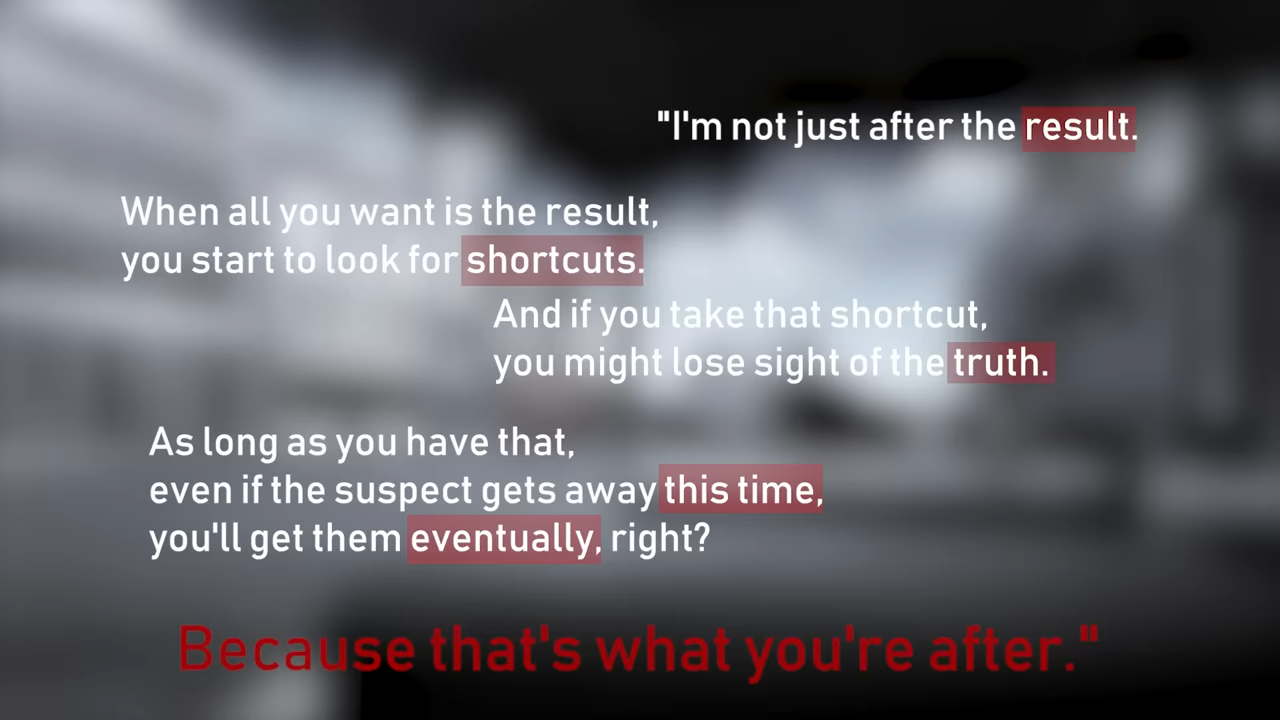 "I'm not just after the result.
When all you want is the result,
you start to look for shortcuts.
And if you take that shortcut,
you might lose sight of the truth.
As long as you have that,
even if the suspect gets away this time,
you'll get them eventually, right?
Because that's what you're after."